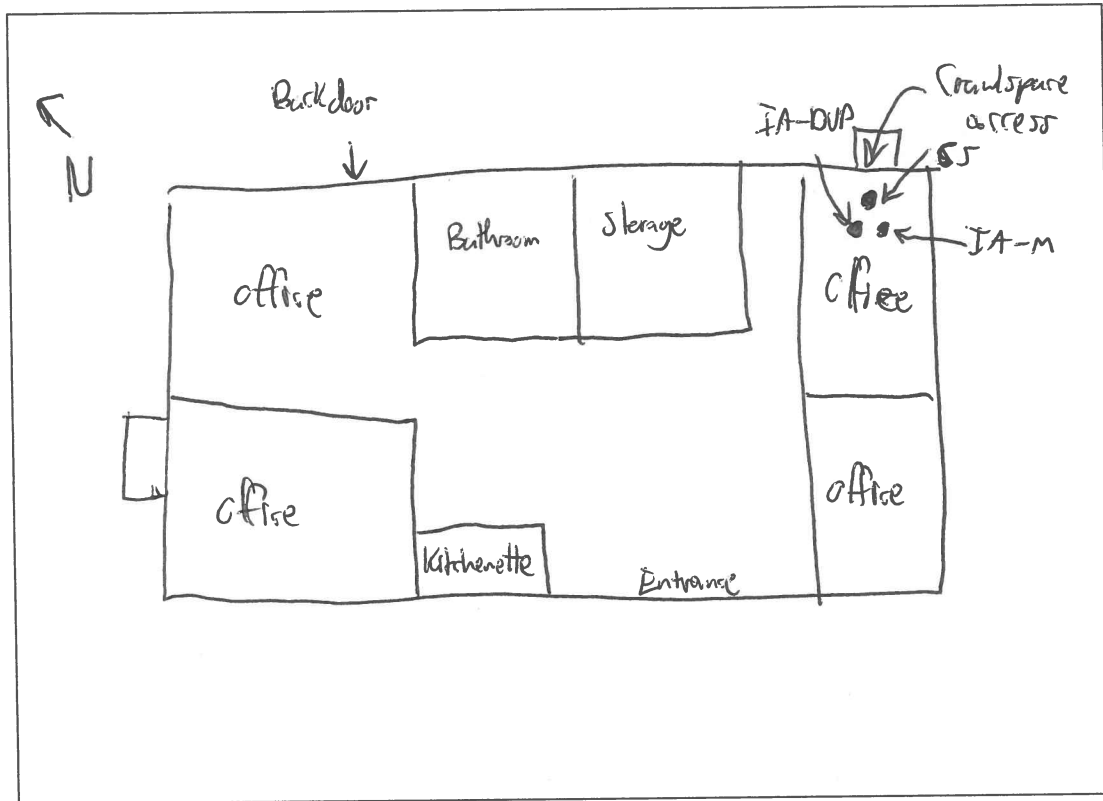 Backdoor
Crawlspace
access
IA-DUP
SS
N
Bathroom
Storage
IA-M
Office
Office
Office
Office
Kitchenette
Entrance